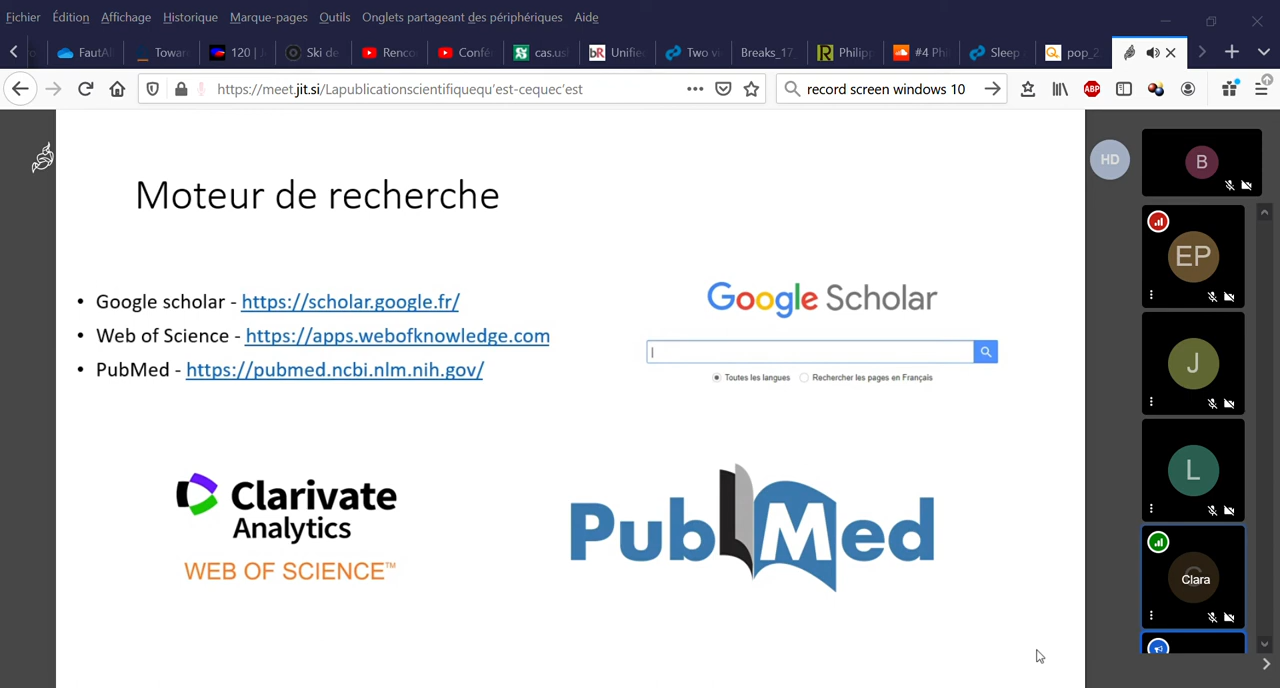 Fichier Édition Affichage Historique Marque-pages Outils Onglets partageant des périphériques Aide
FautAl Towar 120 | Ski de Renco Confé cas.us Unifie Two v Breaks_17_ Philip #4 Ph Sleep pop_2
https://meet.jit.si/Lapublicationscientifiquequ'est-cequec'est
record screen windows 10
ABP
Moteur de recherche
• Google scholar - https://scholar.google.fr/
• Web of Science - https://apps.webofknowledge.com
• PubMed - https://pubmed.ncbi.nlm.nih.gov/
Google Scholar
Toutes les langues Rechercher les pages en Français
Clarivate
Analytics
WEB OF SCIENCE™
PubMed
HD
B
EP
J
L
Clara